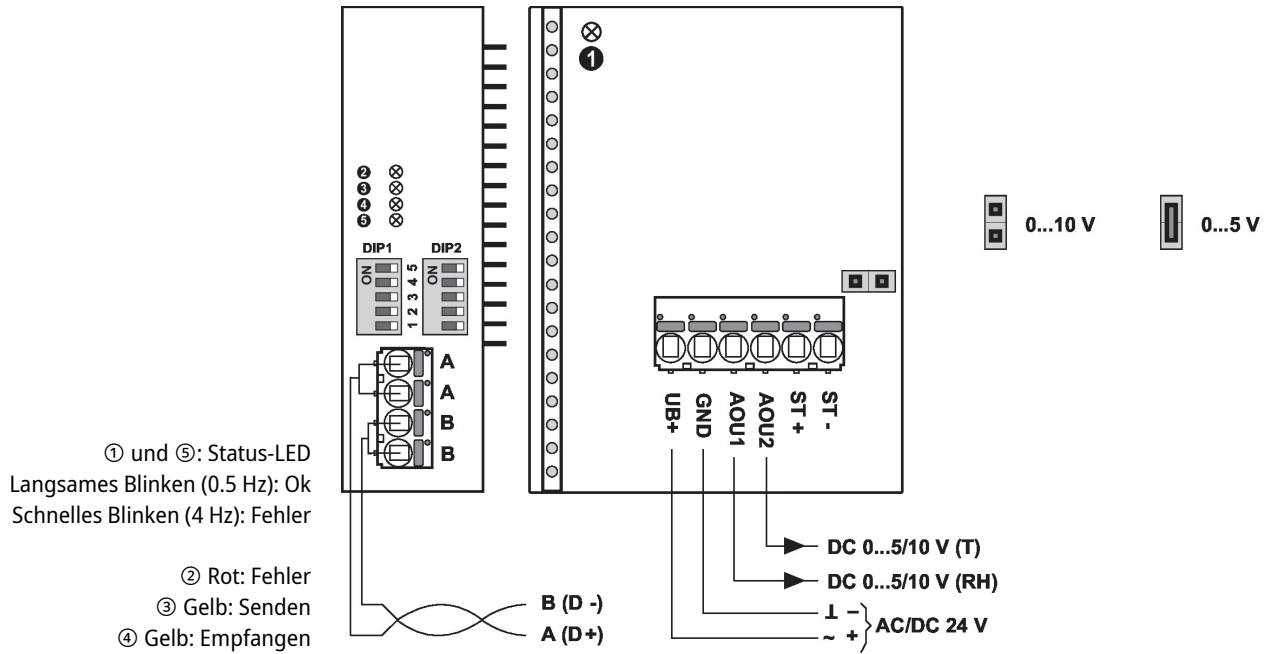 ❶
❷
❸
❹
❺
DIP1
DIP2
ON
ON
1 2 3 4 5
A
A
B
B
UB+
GND
AOU1
AOU2
ST +
ST -
0...10 V
0...5 V
① und ⑤: Status-LED
Langsames Blinken (0.5 Hz): Ok
Schnelles Blinken (4 Hz): Fehler
② Rot: Fehler
③ Gelb: Senden
④ Gelb: Empfangen
B (D -)
A (D+)
DC 0...5/10 V (T)
DC 0...5/10 V (RH)
⊥ −
~ +
AC/DC 24 V